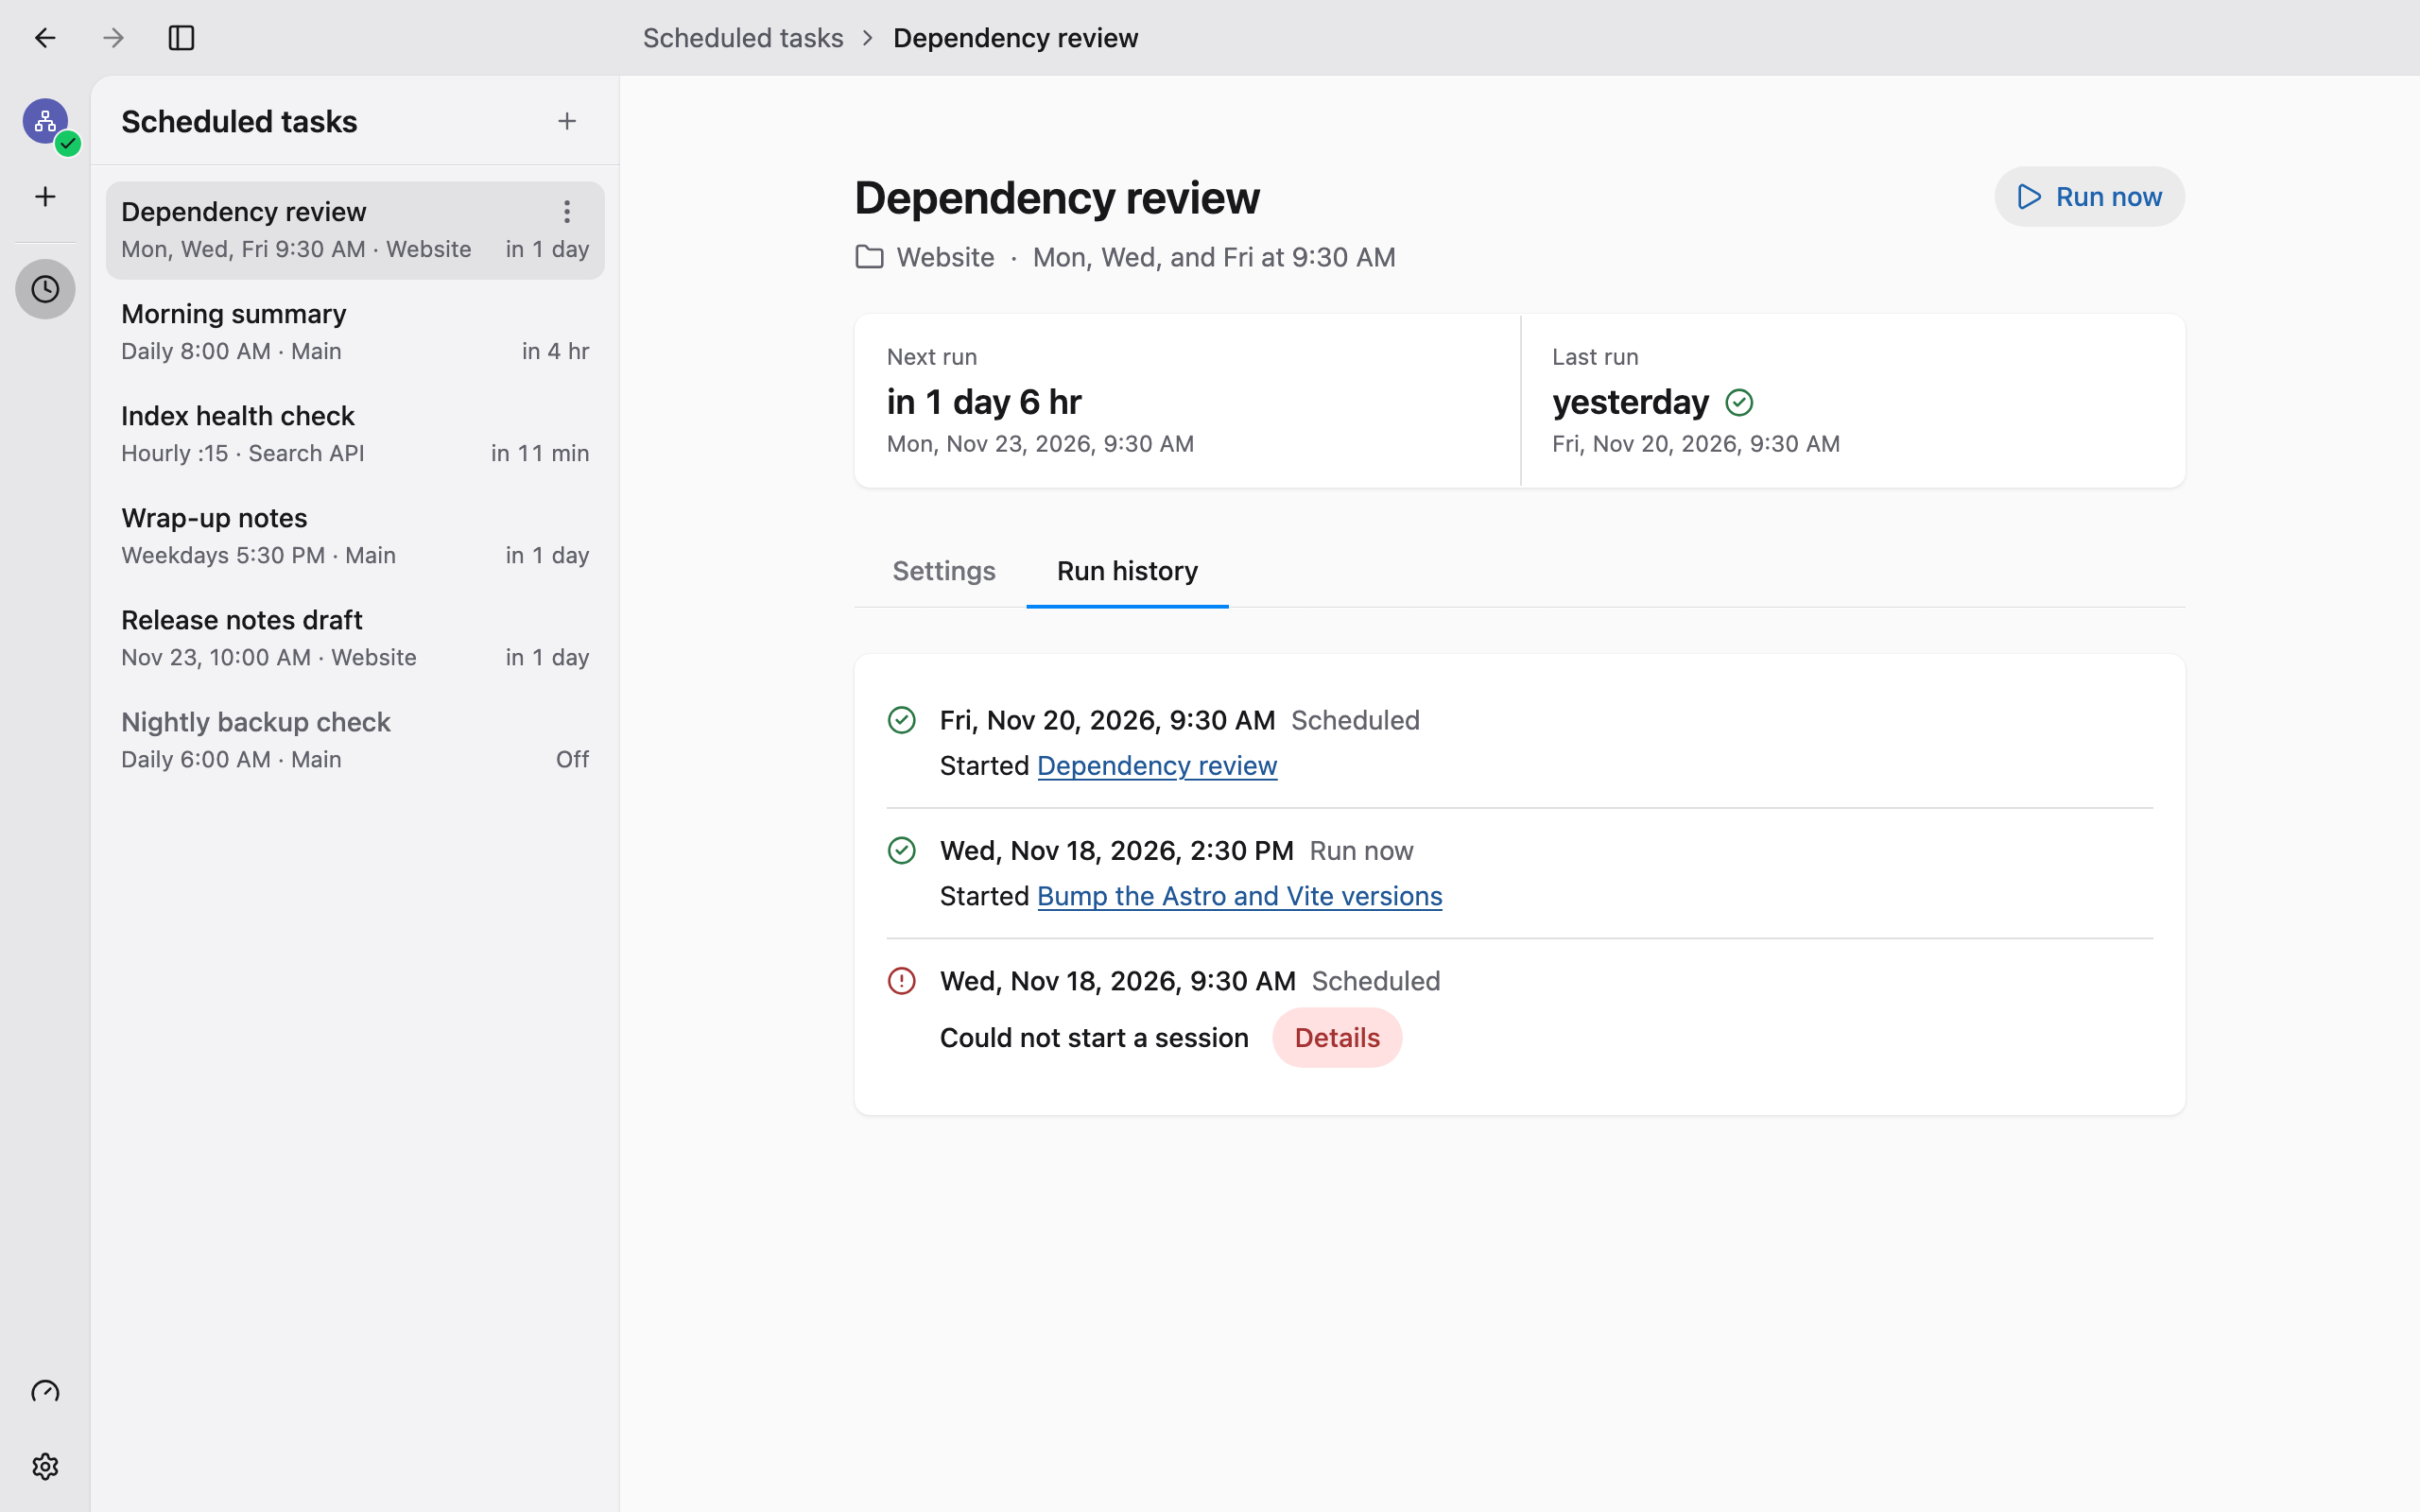 Scheduled tasks > Dependency review
Scheduled tasks
Dependency review
Mon, Wed, Fri 9:30 AM · Website in 1 day
Morning summary
Daily 8:00 AM · Main in 4 hr
Index health check
Hourly :15 · Search API in 11 min
Wrap-up notes
Weekdays 5:30 PM · Main in 1 day
Release notes draft
Nov 23, 10:00 AM · Website in 1 day
Nightly backup check
Daily 6:00 AM · Main Off
Dependency review
Run now
Website · Mon, Wed, and Fri at 9:30 AM
Next run
in 1 day 6 hr
Mon, Nov 23, 2026, 9:30 AM
Last run
yesterday
Fri, Nov 20, 2026, 9:30 AM
Settings Run history
Fri, Nov 20, 2026, 9:30 AM Scheduled
Started Dependency review
Wed, Nov 18, 2026, 2:30 PM Run now
Started Bump the Astro and Vite versions
Wed, Nov 18, 2026, 9:30 AM Scheduled
Could not start a session Details